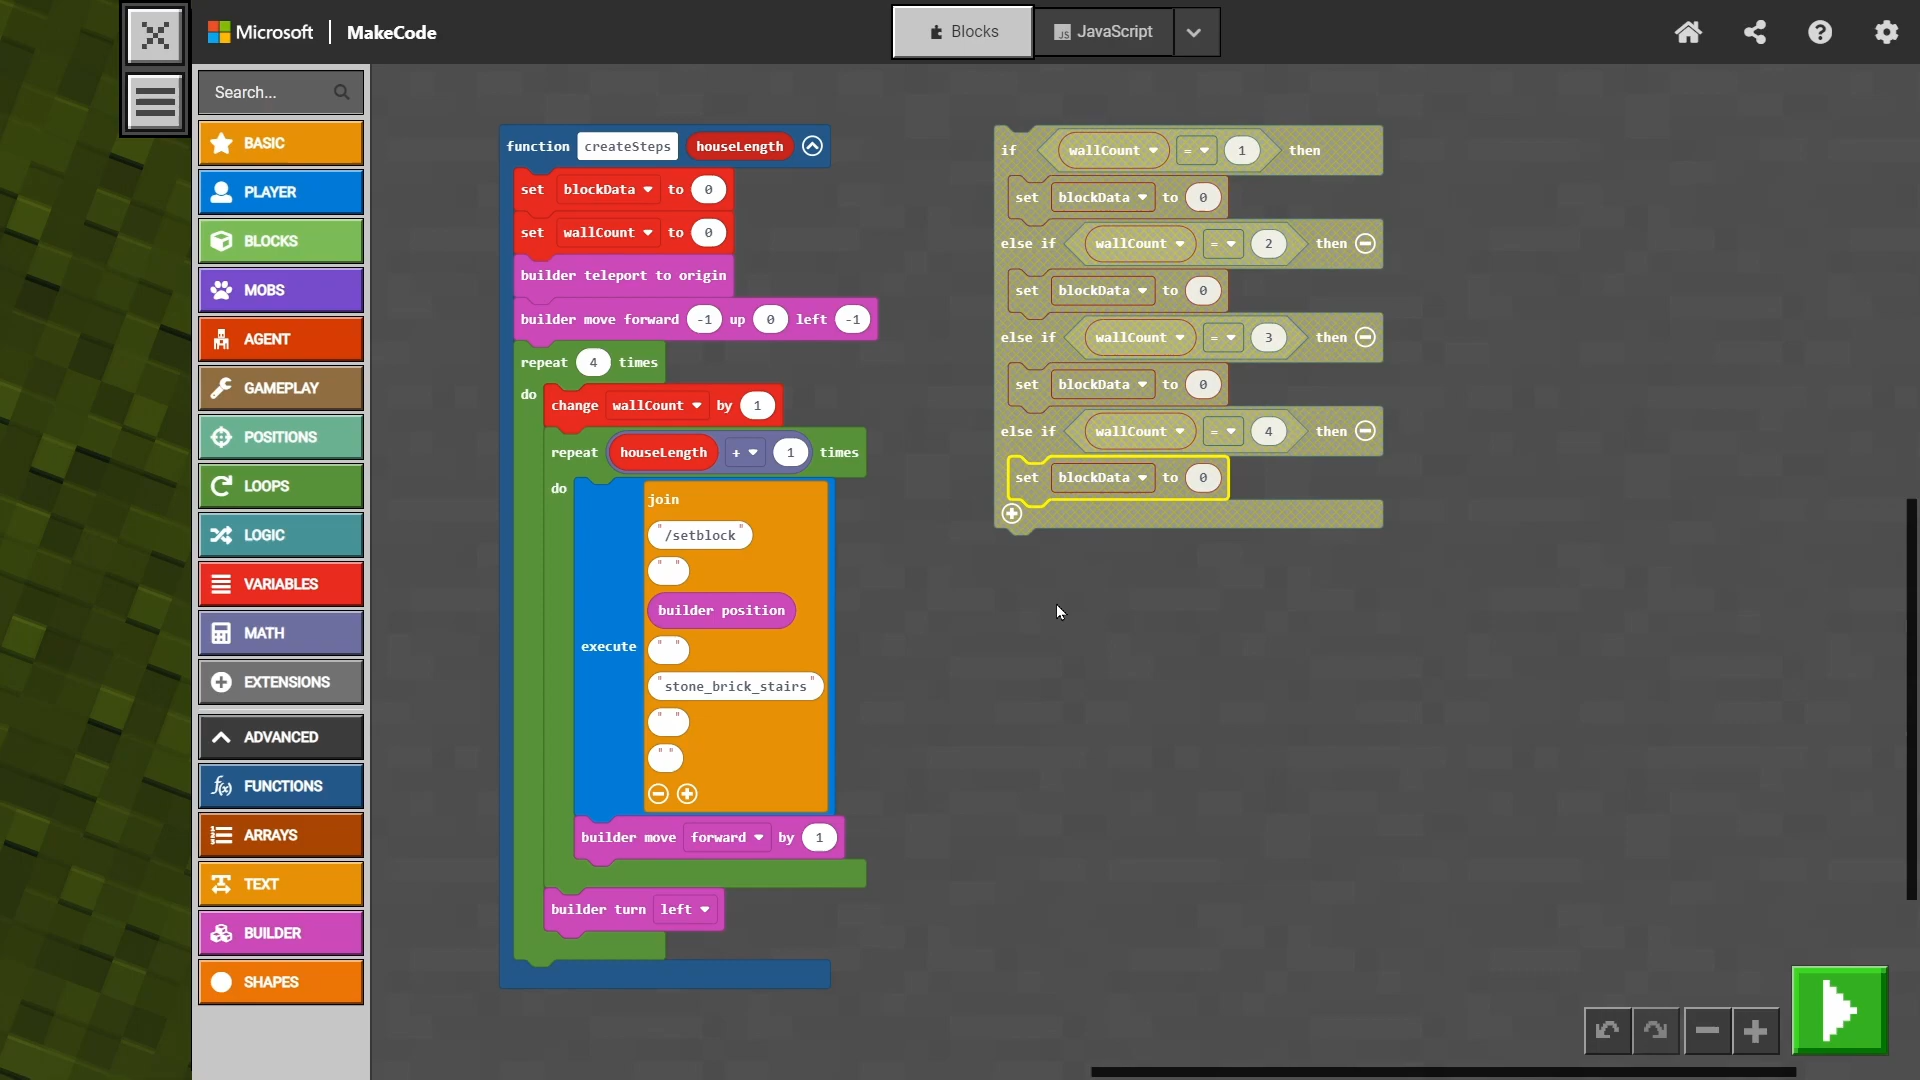 Microsoft | MakeCode
Blocks
JavaScript
Search...
BASIC
PLAYER
BLOCKS
MOBS
AGENT
GAMEPLAY
POSITIONS
LOOPS
LOGIC
VARIABLES
MATH
EXTENSIONS
ADVANCED
FUNCTIONS
ARRAYS
TEXT
BUILDER
SHAPES
function createSteps houseLength
set blockData to 0
set wallCount to 0
builder teleport to origin
builder move forward -1 up 0 left -1
repeat 4 times
do
change wallCount by 1
repeat houseLength + 1 times
do
execute
join
"/setblock"
" "
builder position
" "
"stone_brick_stairs"
" "
""
builder move forward by 1
builder turn left
if wallCount = 1 then
set blockData to 0
else if wallCount = 2 then
set blockData to 0
else if wallCount = 3 then
set blockData to 0
else if wallCount = 4 then
set blockData to 0